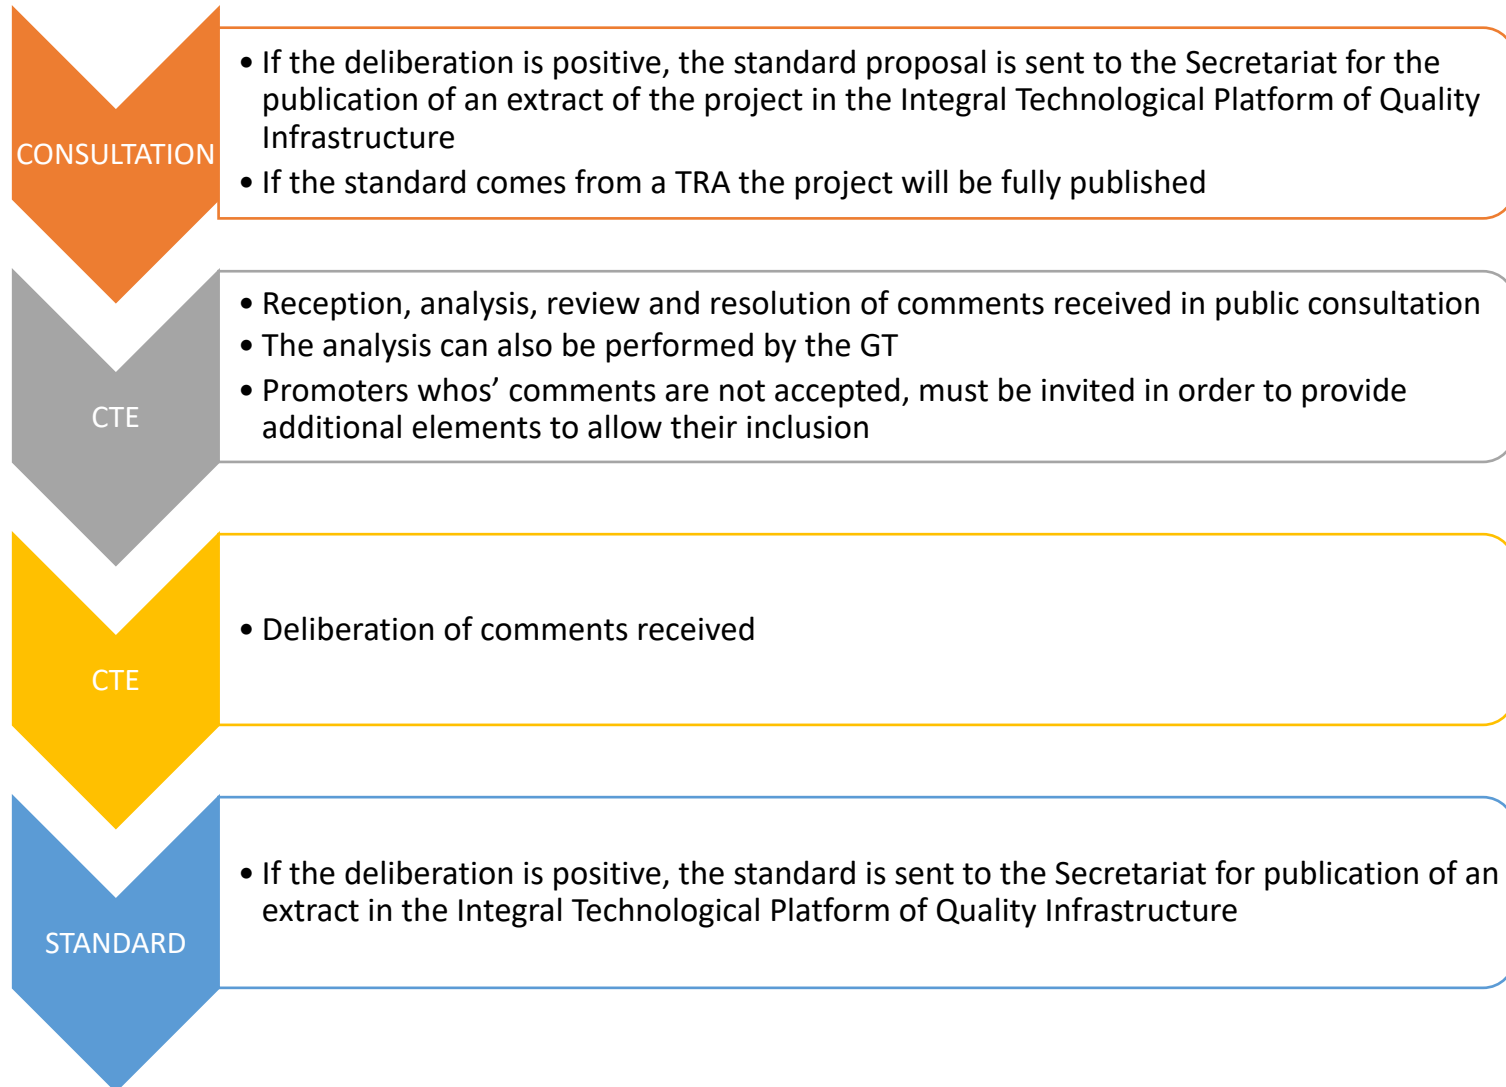 CONSULTATION
• If the deliberation is positive, the standard proposal is sent to the Secretariat for the
publication of an extract of the project in the Integral Technological Platform of Quality
Infrastructure
• If the standard comes from a TRA the project will be fully published
CTE
• Reception, analysis, review and resolution of comments received in public consultation
• The analysis can also be performed by the GT
• Promoters whos’ comments are not accepted, must be invited in order to provide
additional elements to allow their inclusion
CTE
• Deliberation of comments received
STANDARD
• If the deliberation is positive, the standard is sent to the Secretariat for publication of an
extract in the Integral Technological Platform of Quality Infrastructure